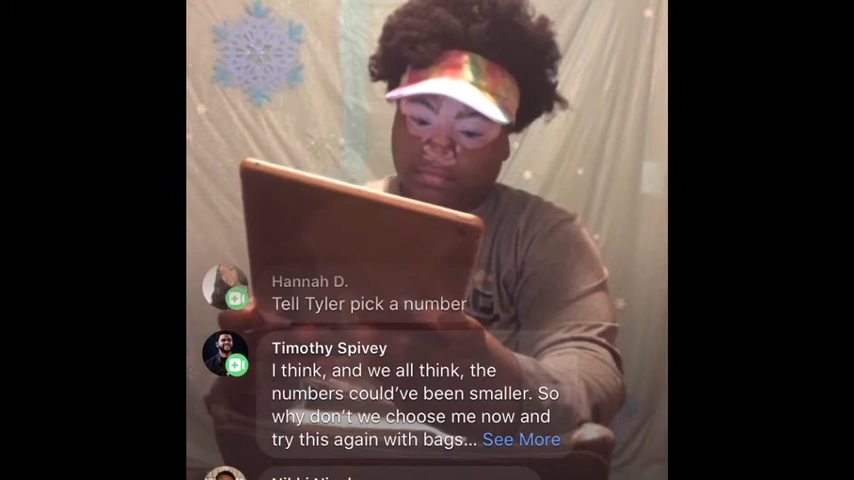 Hannah D.
Tell Tyler pick a number
Timothy Spivey
I think, and we all think, the
numbers could've been smaller. So
why don't we choose me now and
try this again with bags... See More